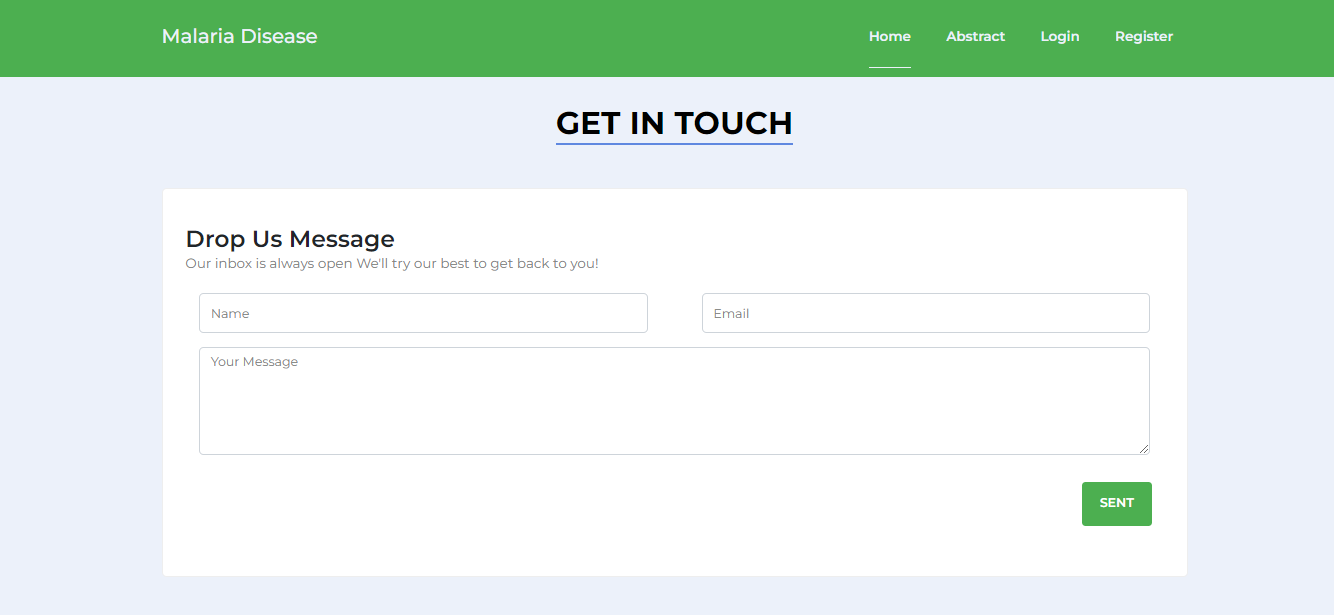 Malaria Disease
Home Abstract Login Register
GET IN TOUCH
Drop Us Message
Our inbox is always open We'll try our best to get back to you!
Name Email
Your Message
SENT